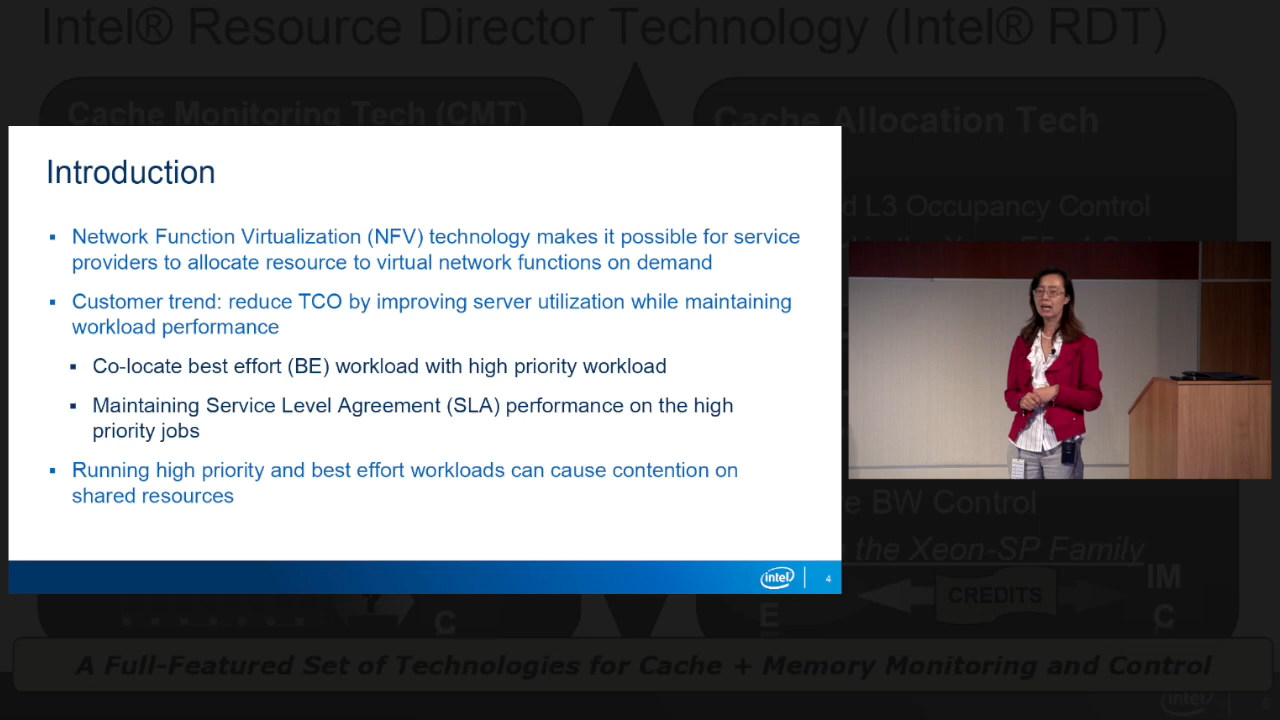 Intel® Resource Director Technology (Intel® RDT)
Cache Monitoring Tech (CMT)
Cache Allocation Tech
L3 Occupancy Control
Introduction
▪ Network Function Virtualization (NFV) technology makes it possible for service
providers to allocate resource to virtual network functions on demand
▪ Customer trend: reduce TCO by improving server utilization while maintaining
workload performance
▪ Co-locate best effort (BE) workload with high priority workload
▪ Maintaining Service Level Agreement (SLA) performance on the high
priority jobs
▪ Running high priority and best effort workloads can cause contention on
shared resources
intel 4
BW Control
the Xeon-SP Family
CREDITS
IM
C
E
?
C
A Full-Featured Set of Technologies for Cache + Memory Monitoring and Control
intel